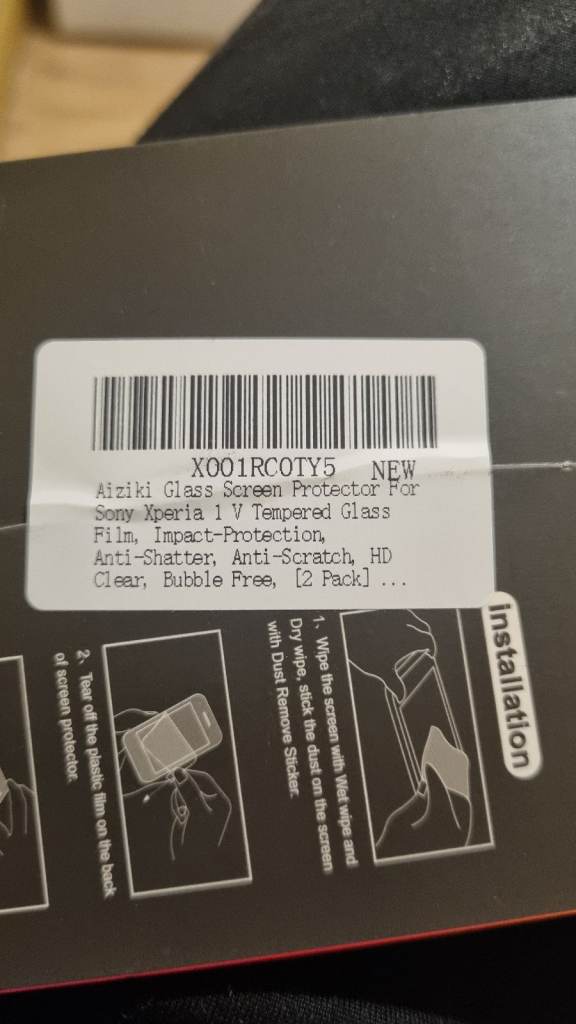 X001RC0TY5 NEW
Aiziki Glass Screen Protector For
Sony Xperia 1 V Tempered Glass
Film, Impact-Protection,
Anti-Shatter, Anti-Scratch, HD
Clear, Bubble Free, [2 Pack] ...
installation
1、Wipe the screen with Wet wipe and
Dry wipe, stick the dust on the screen
with Dust Remove Sticker.
2、Tear off the plastic film on the back
of screen protector.